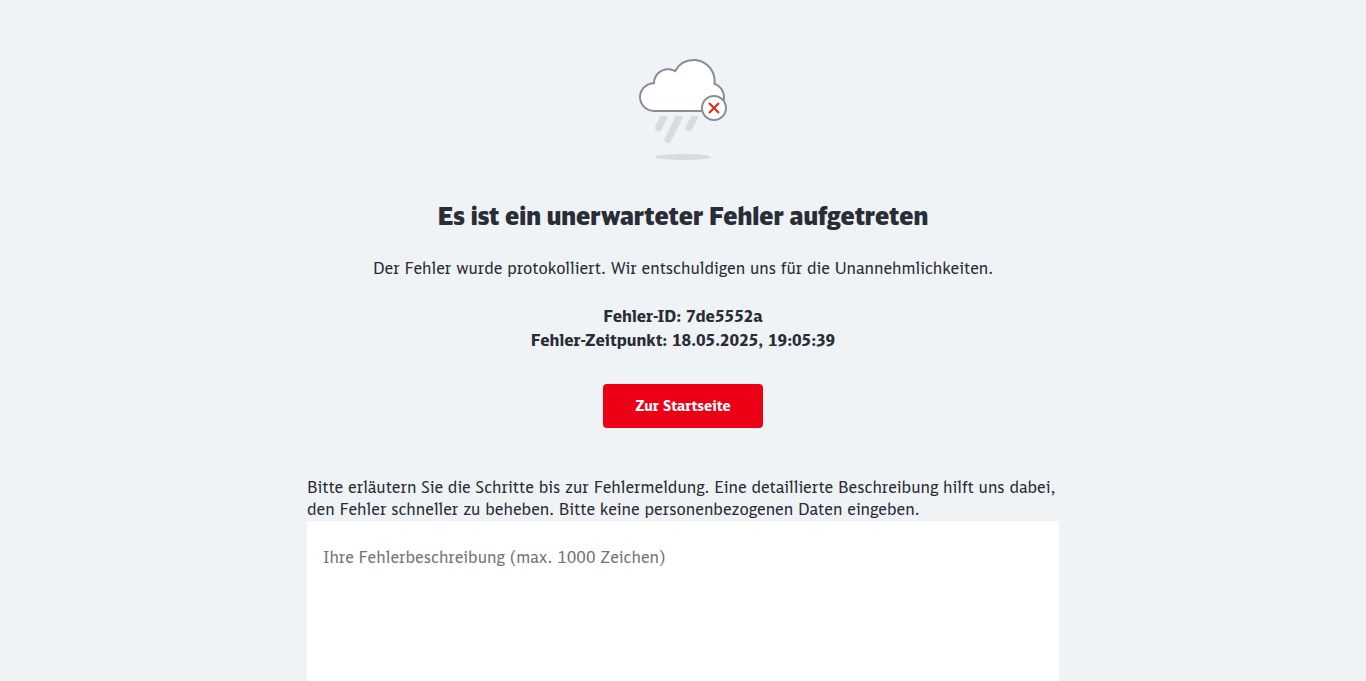 Es ist ein unerwarteter Fehler aufgetreten
Der Fehler wurde protokolliert. Wir entschuldigen uns für die Unannehmlichkeiten.
Fehler-ID: 7de5552a
Fehler-Zeitpunkt: 18.05.2025, 19:05:39
Zur Startseite
Bitte erläutern Sie die Schritte bis zur Fehlermeldung. Eine detaillierte Beschreibung hilft uns dabei,
den Fehler schneller zu beheben. Bitte keine personenbezogenen Daten eingeben.
Ihre Fehlerbeschreibung (max. 1000 Zeichen)